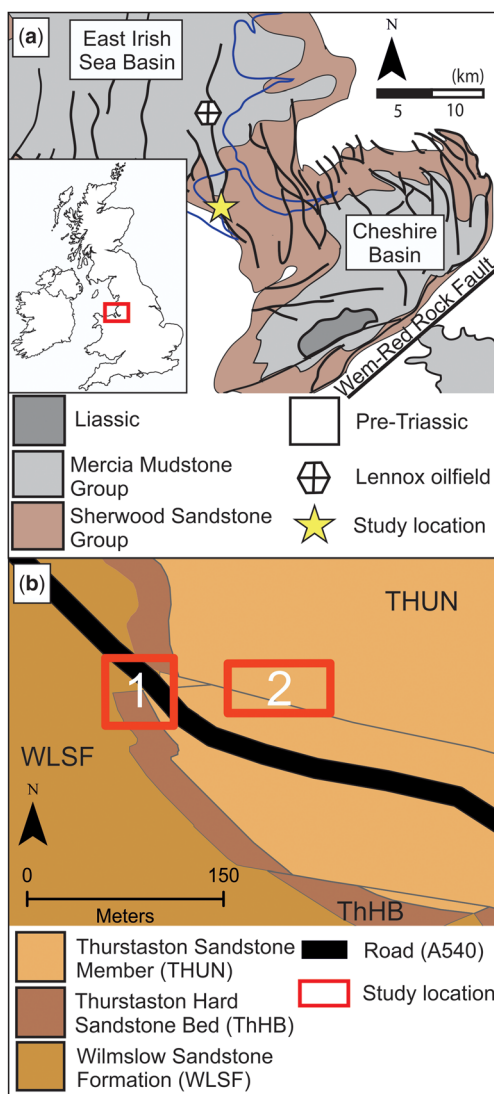 (a)
East Irish
Sea Basin
N
(km)
5 10
Cheshire
Basin
Wem-Red Rock Fault
Liassic
Pre-Triassic
Mercia Mudstone
Group
Lennox oilfield
Sherwood Sandstone
Group
Study location
(b)
THUN
1
2
WLSF
N
0 150
Meters
ThHB
Thurstaston Sandstone
Member (THUN)
Road (A540)
Thurstaston Hard
Sandstone Bed (ThHB)
Study location
Wilmslow Sandstone
Formation (WLSF)